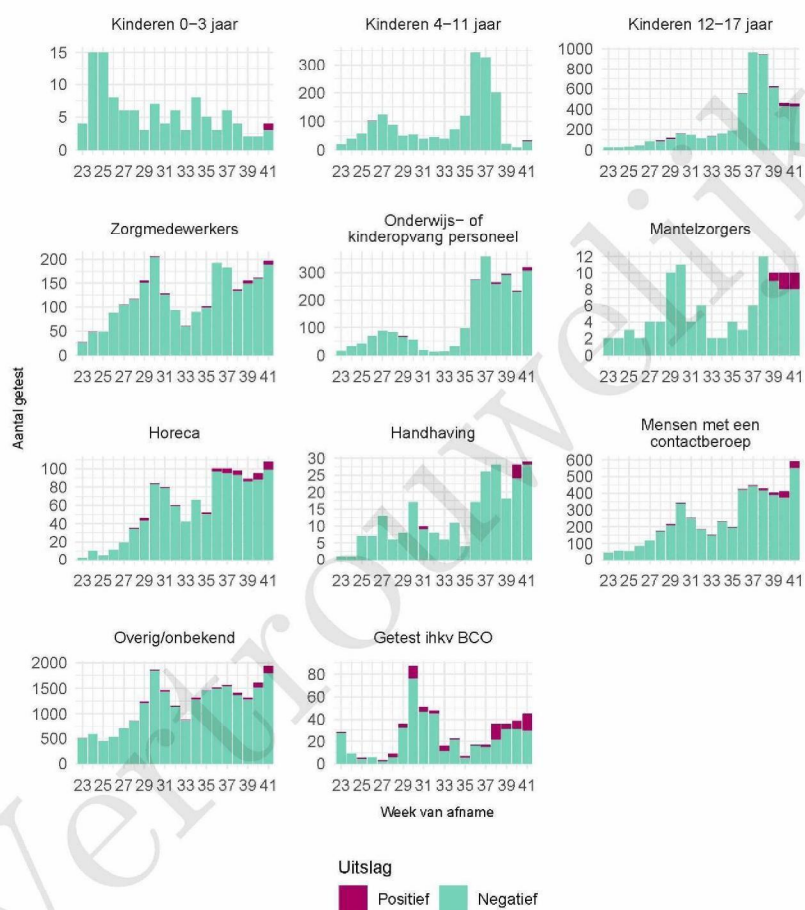 Kinderen 0−3 jaar
Kinderen 4−11 jaar
Kinderen 12−17 jaar
15
10
5
0
23 25 27 29 31 33 35 37 39 41
300
200
100
0
23 25 27 29 31 33 35 37 39 41
1000
800
600
400
200
0
23 25 27 29 31 33 35 37 39 41
Zorgmedewerkers
Onderwijs− of
kinderopvang personeel
Mantelzorgers
200
150
100
50
0
23 25 27 29 31 33 35 37 39 41
300
200
100
0
23 25 27 29 31 33 35 37 39 41
12
10
8
6
4
2
0
23 25 27 29 31 33 35 37 39 41
Aantal getest
Horeca
Handhaving
Mensen met een
contactberoep
100
80
60
40
20
0
23 25 27 29 31 33 35 37 39 41
30
25
20
15
10
5
0
23 25 27 29 31 33 35 37 39 41
600
500
400
300
200
100
0
23 25 27 29 31 33 35 37 39 41
Overig/onbekend
Getest ihkv BCO
2000
1500
1000
500
0
23 25 27 29 31 33 35 37 39 41
80
60
40
20
0
23 25 27 29 31 33 35 37 39 41
Week van afname
Uitslag
Positief
Negatief
Vertrouwelijk